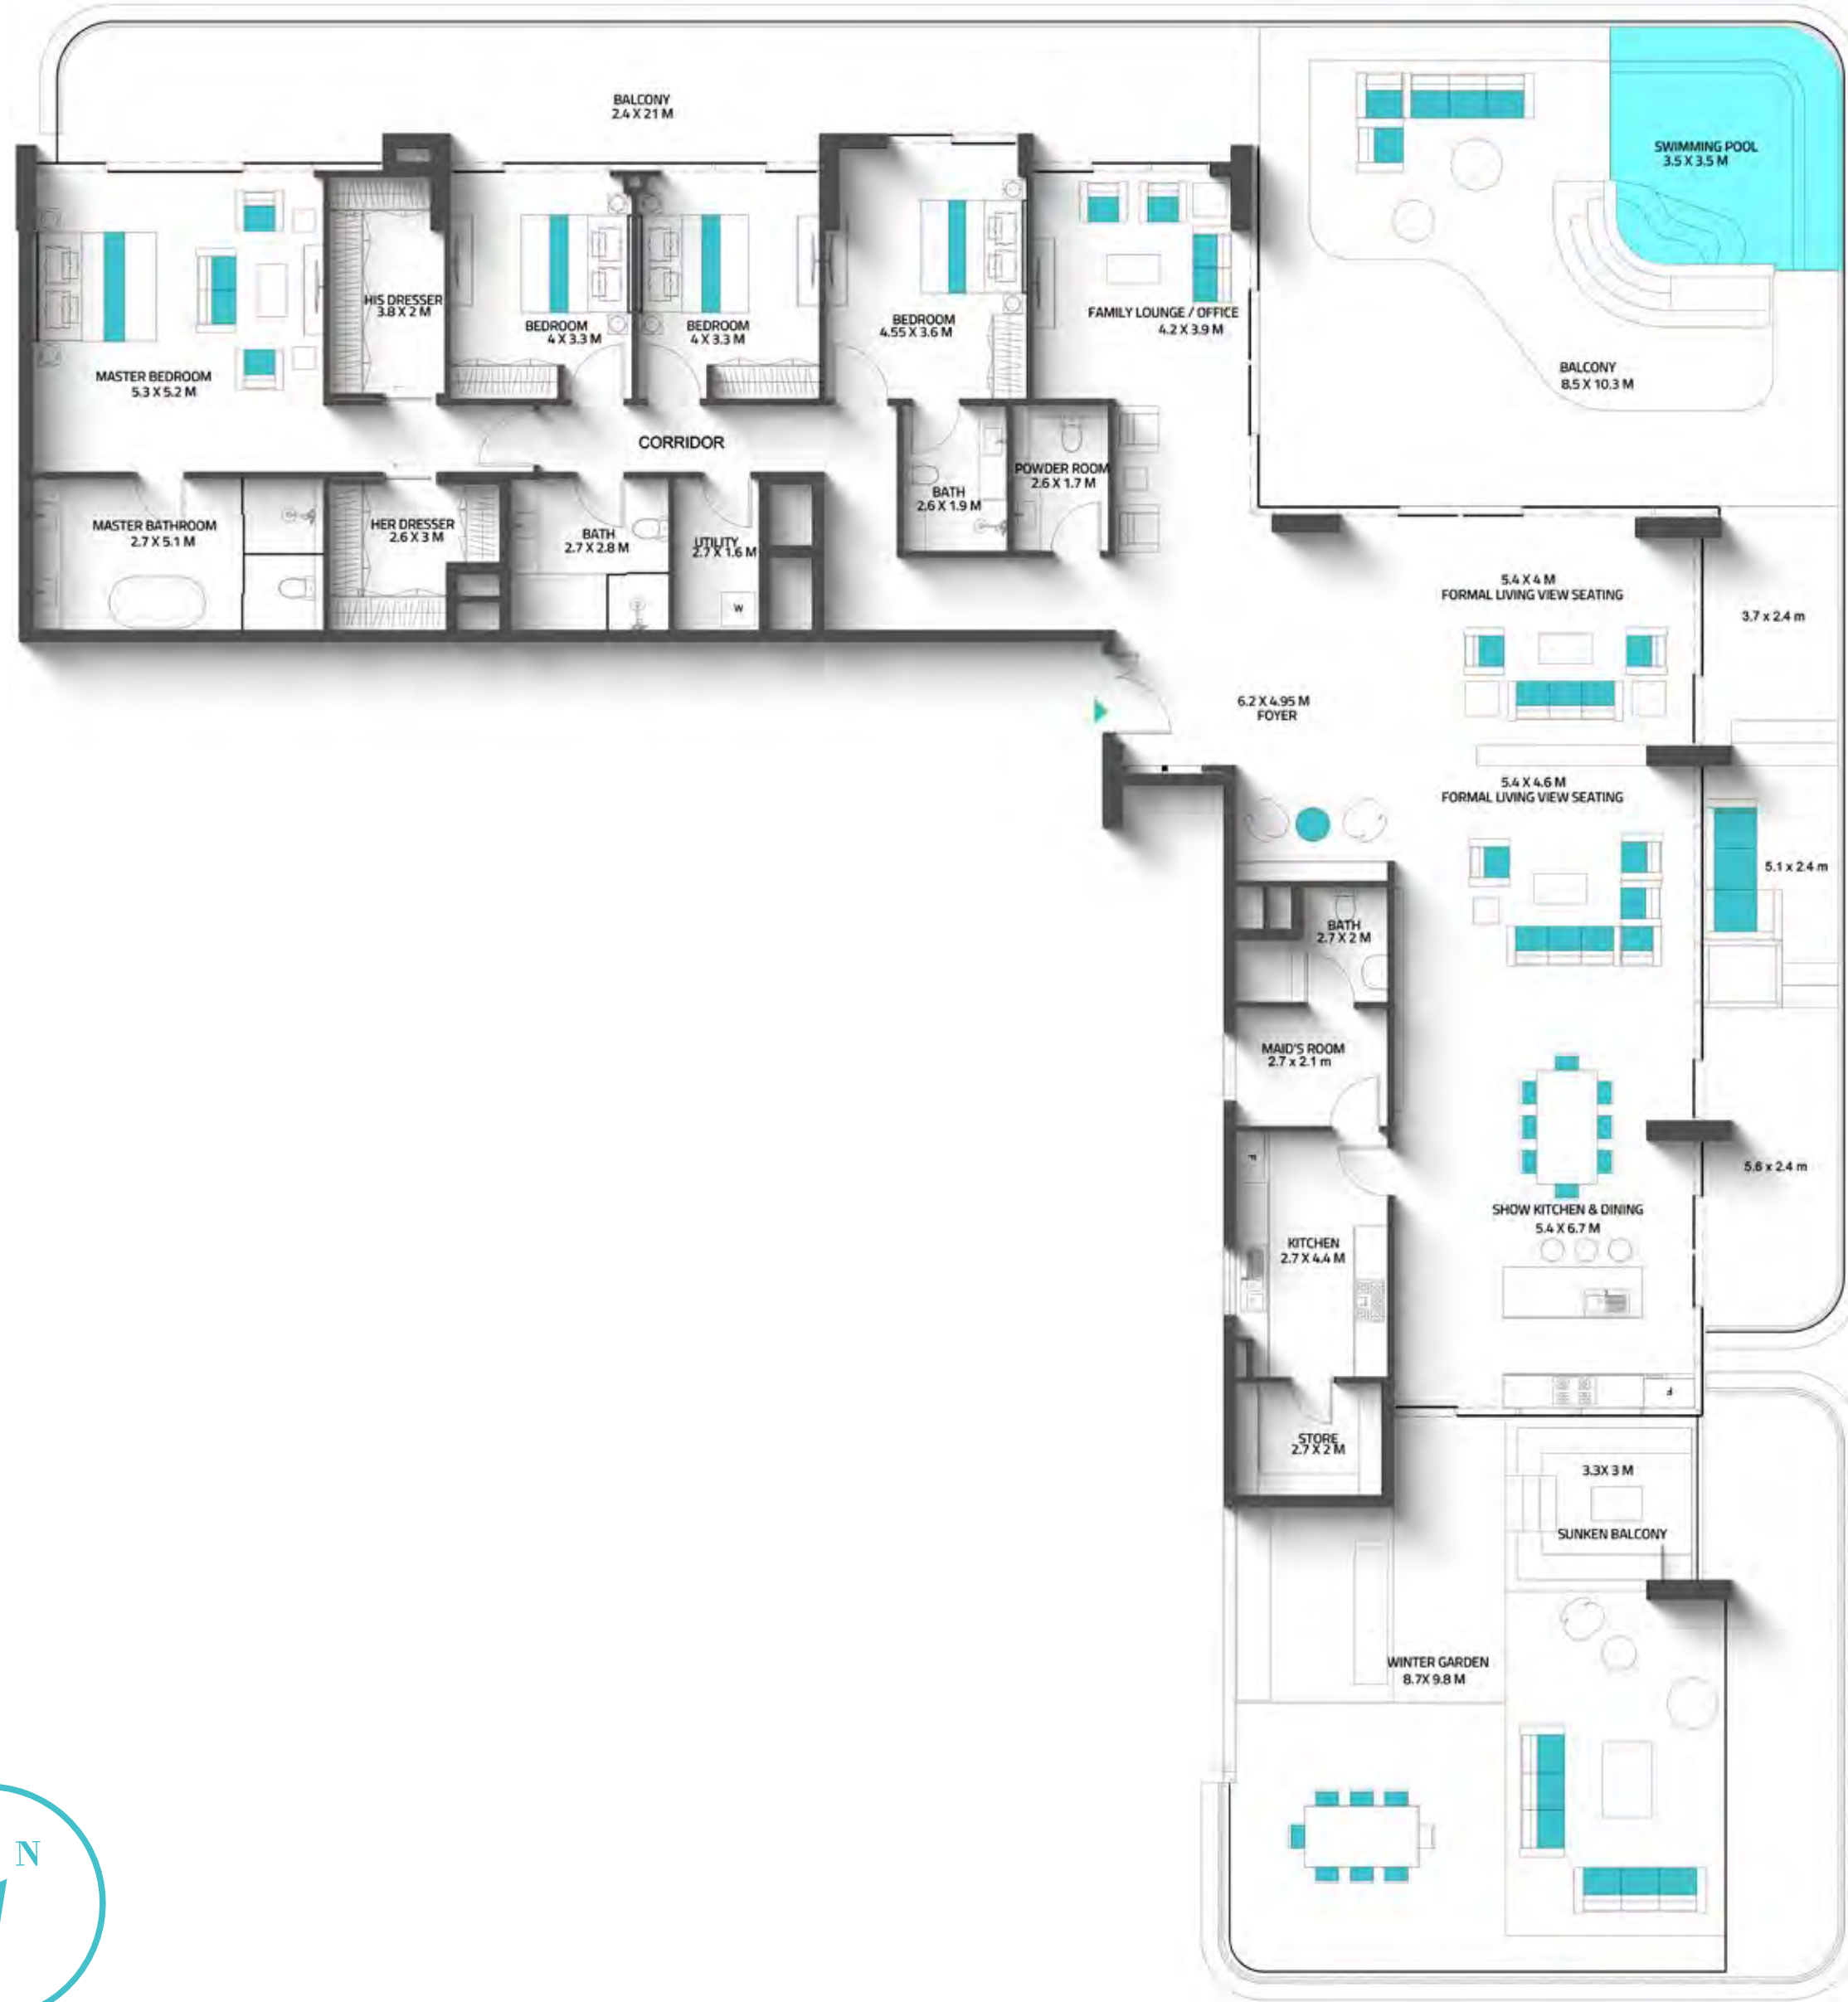 BALCONY
2.4 X 21 M
SWIMMING POOL
3.5 X 3.5 M
HIS DRESSER
3.8 X 2 M
BEDROOM
4 X 3.3 M
BEDROOM
4 X 3.3 M
BEDROOM
4.55 X 3.6 M
FAMILY LOUNGE / OFFICE
4.2 X 3.9 M
MASTER BEDROOM
5.3 X 5.2 M
BALCONY
8.5 X 10.3 M
CORRIDOR
POWDER ROOM
2.6 X 1.7 M
BATH
2.6 X 1.9 M
MASTER BATHROOM
2.7 X 5.1 M
HER DRESSER
2.6 X 3 M
BATH
2.7 X 2.8 M
UTILITY
2.7 X 1.6 M
W
5.4 X 4 M
FORMAL LIVING VIEW SEATING
3.7 x 2.4 m
6.2 X 4.95 M
FOYER
5.4 X 4.6 M
FORMAL LIVING VIEW SEATING
5.1 x 2.4 m
BATH
2.7 X 2 M
MAID'S ROOM
2.7 x 2.1 m
F
5.6 x 2.4 m
SHOW KITCHEN & DINING
5.4 X 6.7 M
KITCHEN
2.7 X 4.4 M
F
STORE
2.7 X 2 M
3.3X 3 M
SUNKEN BALCONY
WINTER GARDEN
8.7X 9.8 M
N